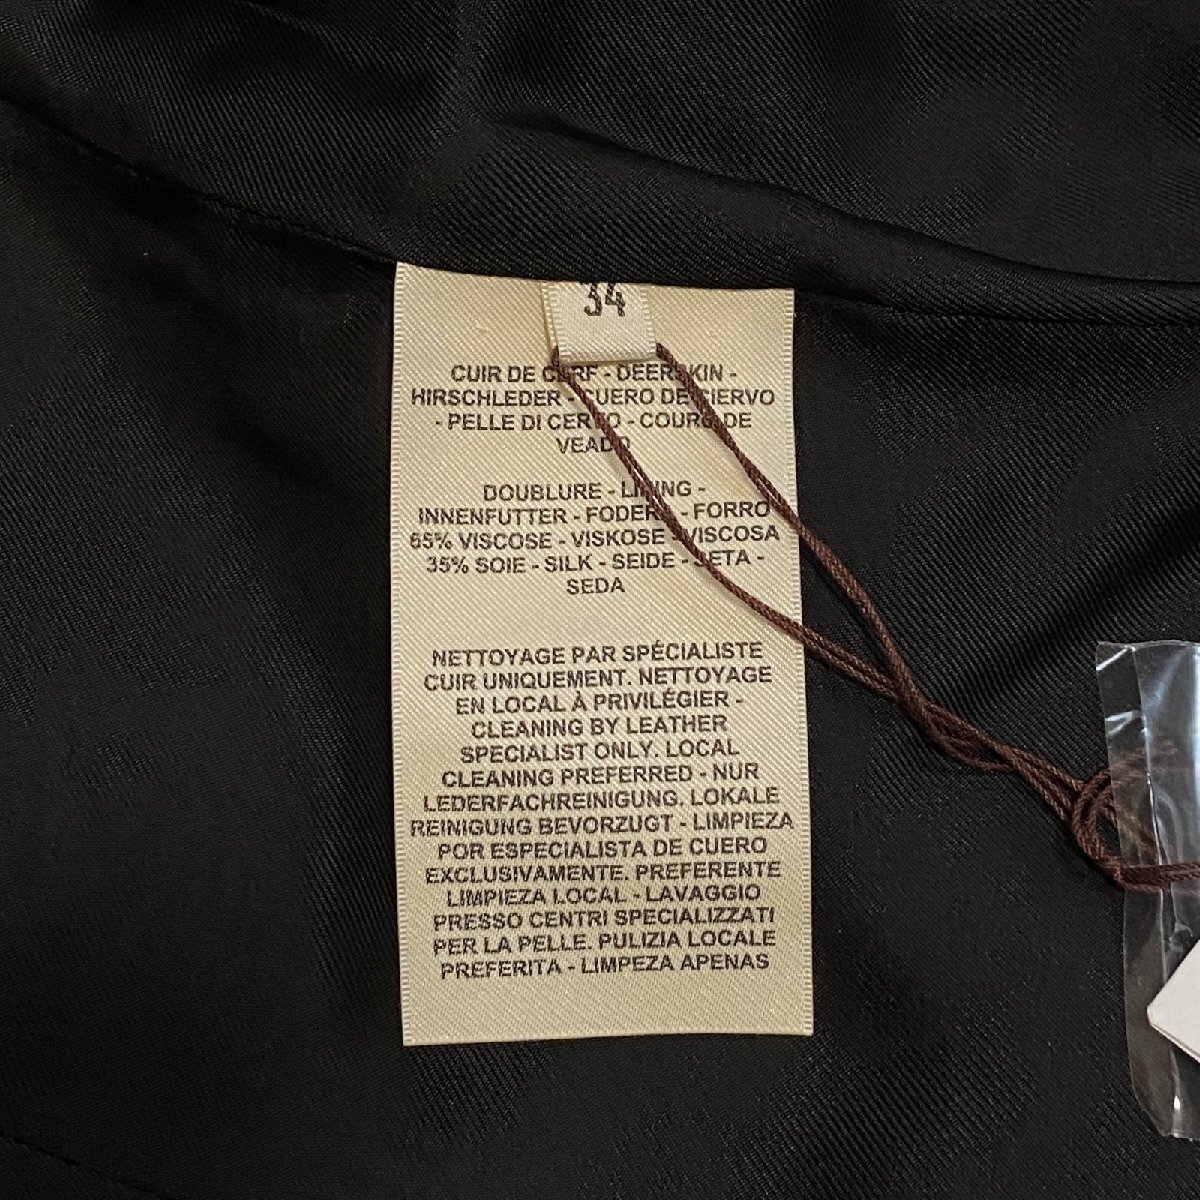 34
CUIR DE CERF - DEERSKIN -
HIRSCHLEDER - CUERO DE CIERVO
- PELLE DI CERVO - COURO DE
VEADO
DOUBLURE - LINING -
INNENFUTTER - FODERA - FORRO
65% VISCOSE - VISKOSE - VISCOSA
35% SOIE - SILK - SEIDE - SETA -
SEDA
NETTOYAGE PAR SPÉCIALISTE
CUIR UNIQUEMENT. NETTOYAGE
EN LOCAL À PRIVILÉGIER -
CLEANING BY LEATHER
SPECIALIST ONLY. LOCAL
CLEANING PREFERRED - NUR
LEDERFACHREINIGUNG. LOKALE
REINIGUNG BEVORZUGT - LIMPIEZA
POR ESPECIALISTA DE CUERO
EXCLUSIVAMENTE. PREFERENTE
LIMPIEZA LOCAL - LAVAGGIO
PRESSO CENTRI SPECIALIZZATI
PER LA PELLE. PULIZIA LOCALE
PREFERITA - LIMPEZA APENAS